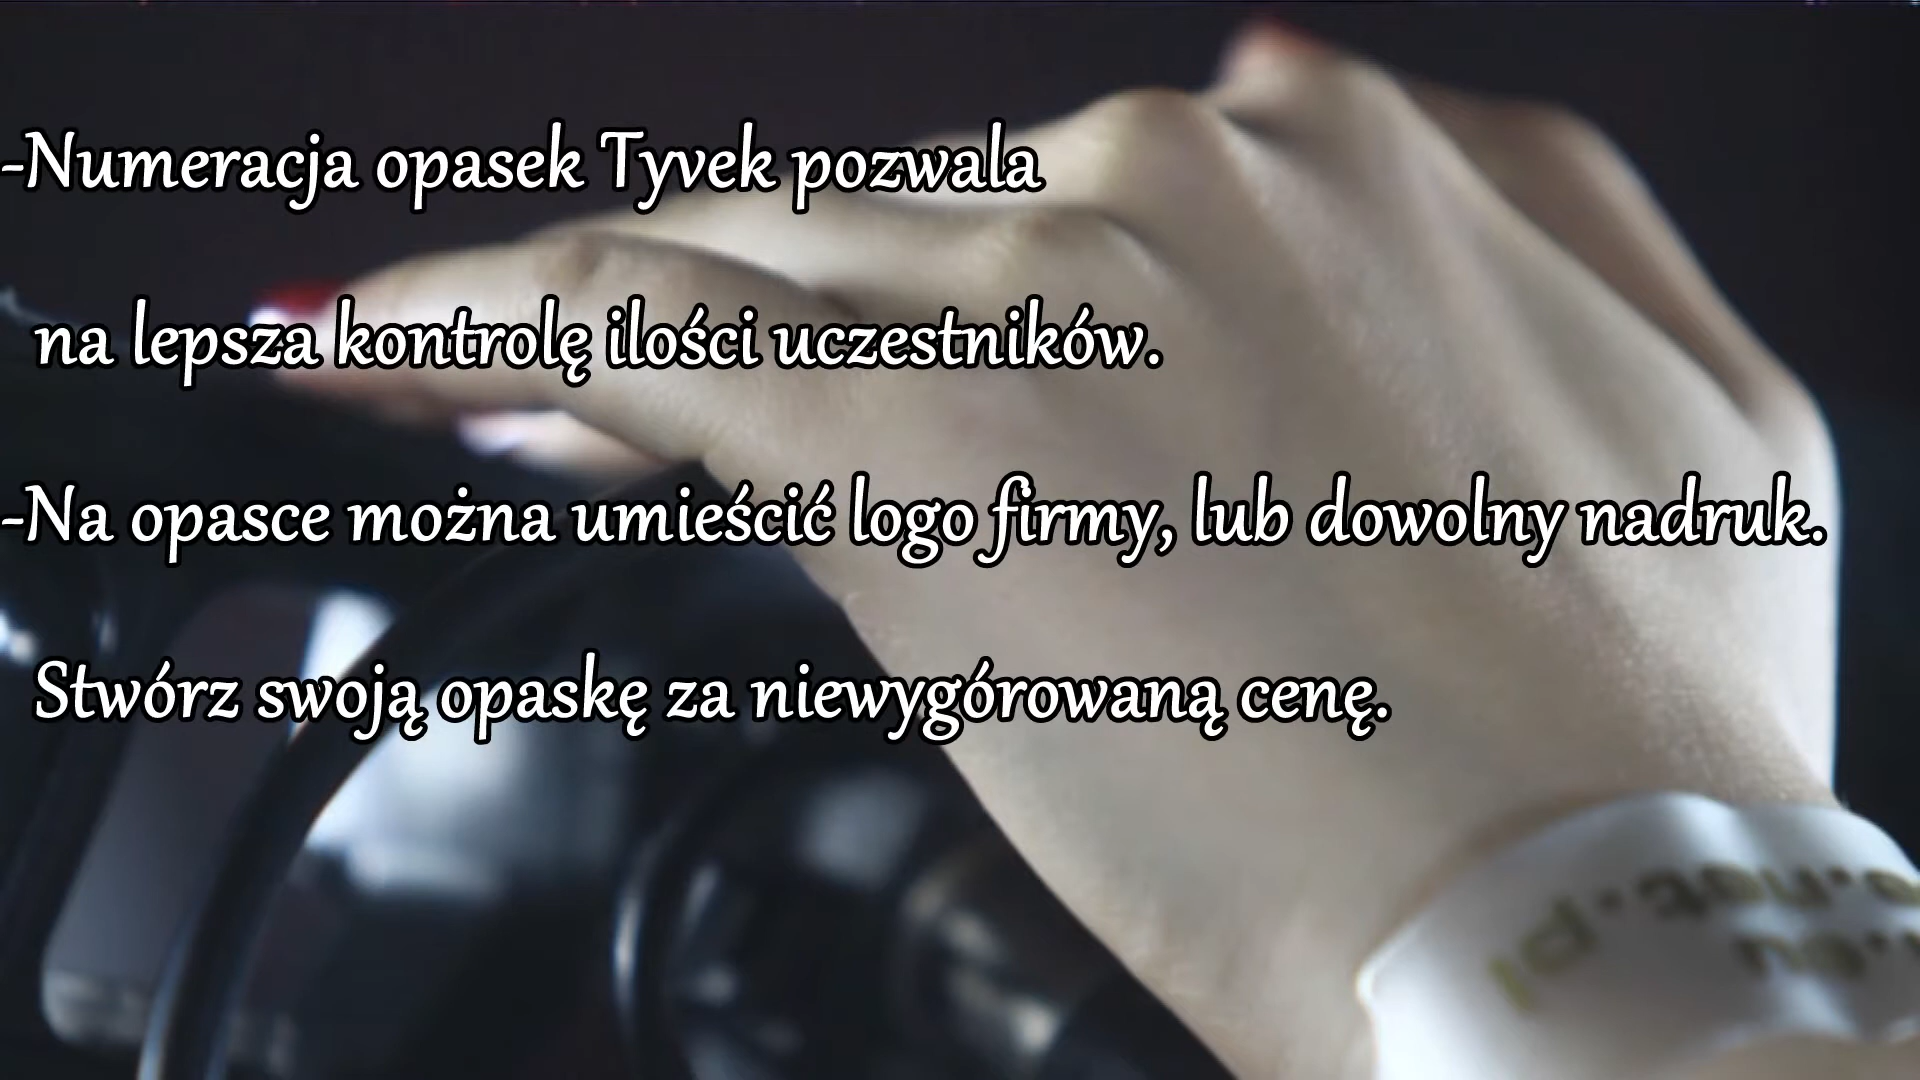 -Numeracja opasek Tyvek pozwala
na lepsza kontrolę ilości uczestników.
-Na opasce można umieścić logo firmy, lub dowolny nadruk.
Stwórz swoją opaskę za niewygórowaną cenę.